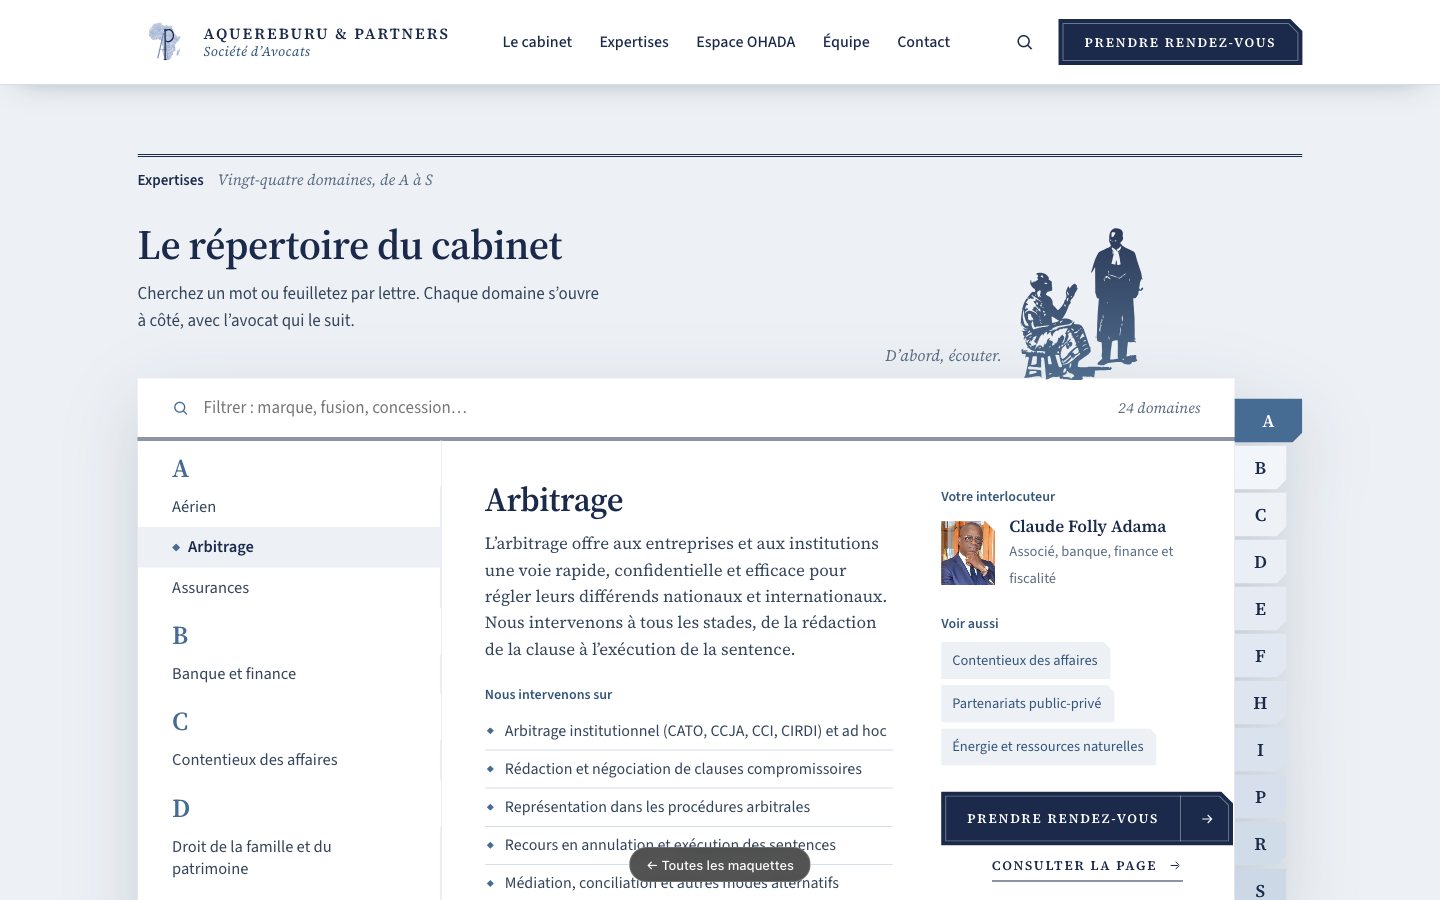 AQUEREBURU & PARTNERS
Société d’Avocats
Le cabinet
Expertises
Espace OHADA
Équipe
Contact
PRENDRE RENDEZ-VOUS
Expertises
Vingt-quatre domaines, de A à S
Le répertoire du cabinet
Cherchez un mot ou feuilletez par lettre. Chaque domaine s’ouvre
à côté, avec l’avocat qui le suit.
D’abord, écouter.
Filtrer : marque, fusion, concession…
24 domaines
A
Aérien
Arbitrage
Assurances
B
Banque et finance
C
Contentieux des affaires
D
Droit de la famille et du
patrimoine
Arbitrage
L’arbitrage offre aux entreprises et aux institutions
une voie rapide, confidentielle et efficace pour
régler leurs différends nationaux et internationaux.
Nous intervenons à tous les stades, de la rédaction
de la clause à l’exécution de la sentence.
Nous intervenons sur
Arbitrage institutionnel (CATO, CCJA, CCI, CIRDI) et ad hoc
Rédaction et négociation de clauses compromissoires
Représentation dans les procédures arbitrales
Recours en annulation et exécution des sentences
Médiation, conciliation et autres modes alternatifs
← Toutes les maquettes
Votre interlocuteur
Claude Folly Adama
Associé, banque, finance et
fiscalité
Voir aussi
Contentieux des affaires
Partenariats public-privé
Énergie et ressources naturelles
PRENDRE RENDEZ-VOUS →
CONSULTER LA PAGE →
A
B
C
D
E
F
H
I
P
R
S